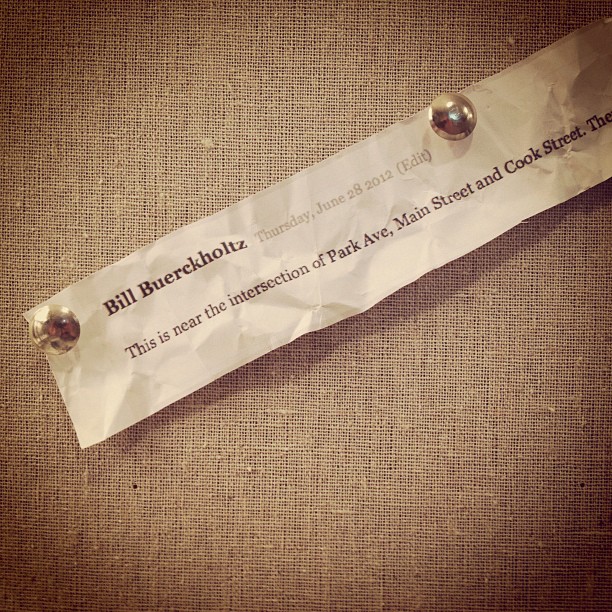 Bill Buerckholtz Thursday, June 28 2012 (Edit)
This is near the intersection of Park Ave, Main Street and Cook Street. The